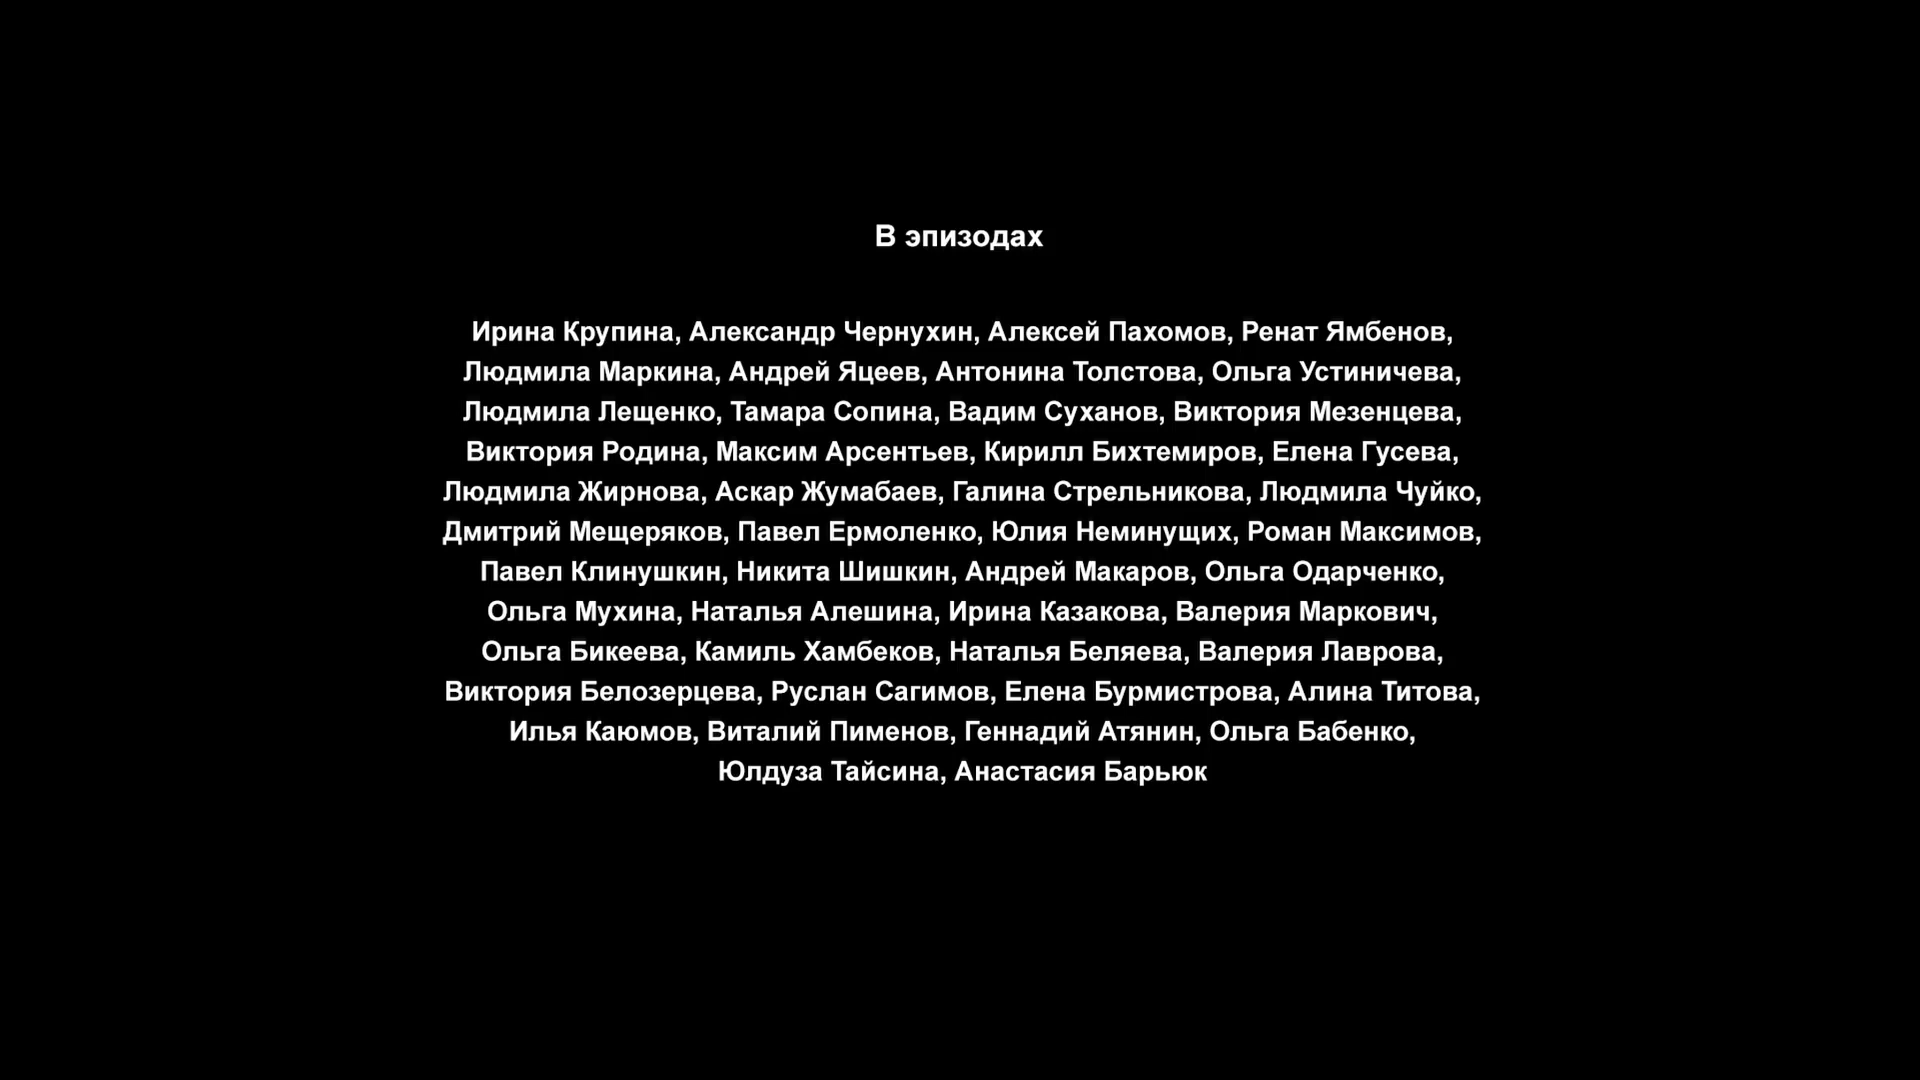 В эпизодах
Ирина Крупина, Александр Чернухин, Алексей Пахомов, Ренат Ямбенов,
Людмила Маркина, Андрей Яцеев, Антонина Толстова, Ольга Устиничева,
Людмила Лещенко, Тамара Сопина, Вадим Суханов, Виктория Мезенцева,
Виктория Родина, Максим Арсентьев, Кирилл Бихтемиров, Елена Гусева,
Людмила Жирнова, Аскар Жумабаев, Галина Стрельникова, Людмила Чуйко,
Дмитрий Мещеряков, Павел Ермоленко, Юлия Неминущих, Роман Максимов,
Павел Клинушкин, Никита Шишкин, Андрей Макаров, Ольга Одарченко,
Ольга Мухина, Наталья Алешина, Ирина Казакова, Валерия Маркович,
Ольга Бикеева, Камиль Хамбеков, Наталья Беляева, Валерия Лаврова,
Виктория Белозерцева, Руслан Сагимов, Елена Бурмистрова, Алина Титова,
Илья Каюмов, Виталий Пименов, Геннадий Атянин, Ольга Бабенко,
Юлдуза Тайсина, Анастасия Барьюк